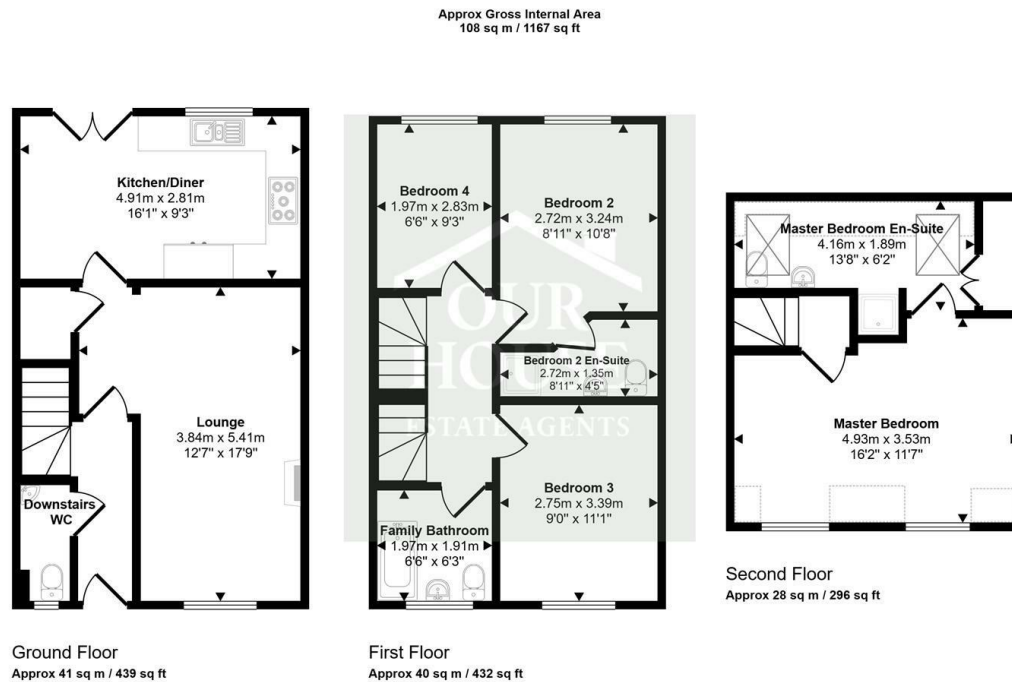 Approx Gross Internal Area
108 sq m / 1167 sq ft
Kitchen/Diner
4.91m x 2.81m
16'1" x 9'3"
Lounge
3.84m x 5.41m
12'7" x 17'9"
Downstairs
WC
Ground Floor
Approx 41 sq m / 439 sq ft
Bedroom 4
1.97m x 2.83m
6'6" x 9'3"
Bedroom 2
2.72m x 3.24m
8'11" x 10'8"
OUR
HOUSE
ESTATE AGENTS
Bedroom 2 En-Suite
2.72m x 1.35m
8'11" x 4'5"
Bedroom 3
2.75m x 3.39m
9'0" x 11'1"
Family Bathroom
1.97m x 1.91m
6'6" x 6'3"
First Floor
Approx 40 sq m / 432 sq ft
Master Bedroom En-Suite
4.16m x 1.89m
13'8" x 6'2"
Master Bedroom
4.93m x 3.53m
16'2" x 11'7"
Second Floor
Approx 28 sq m / 296 sq ft